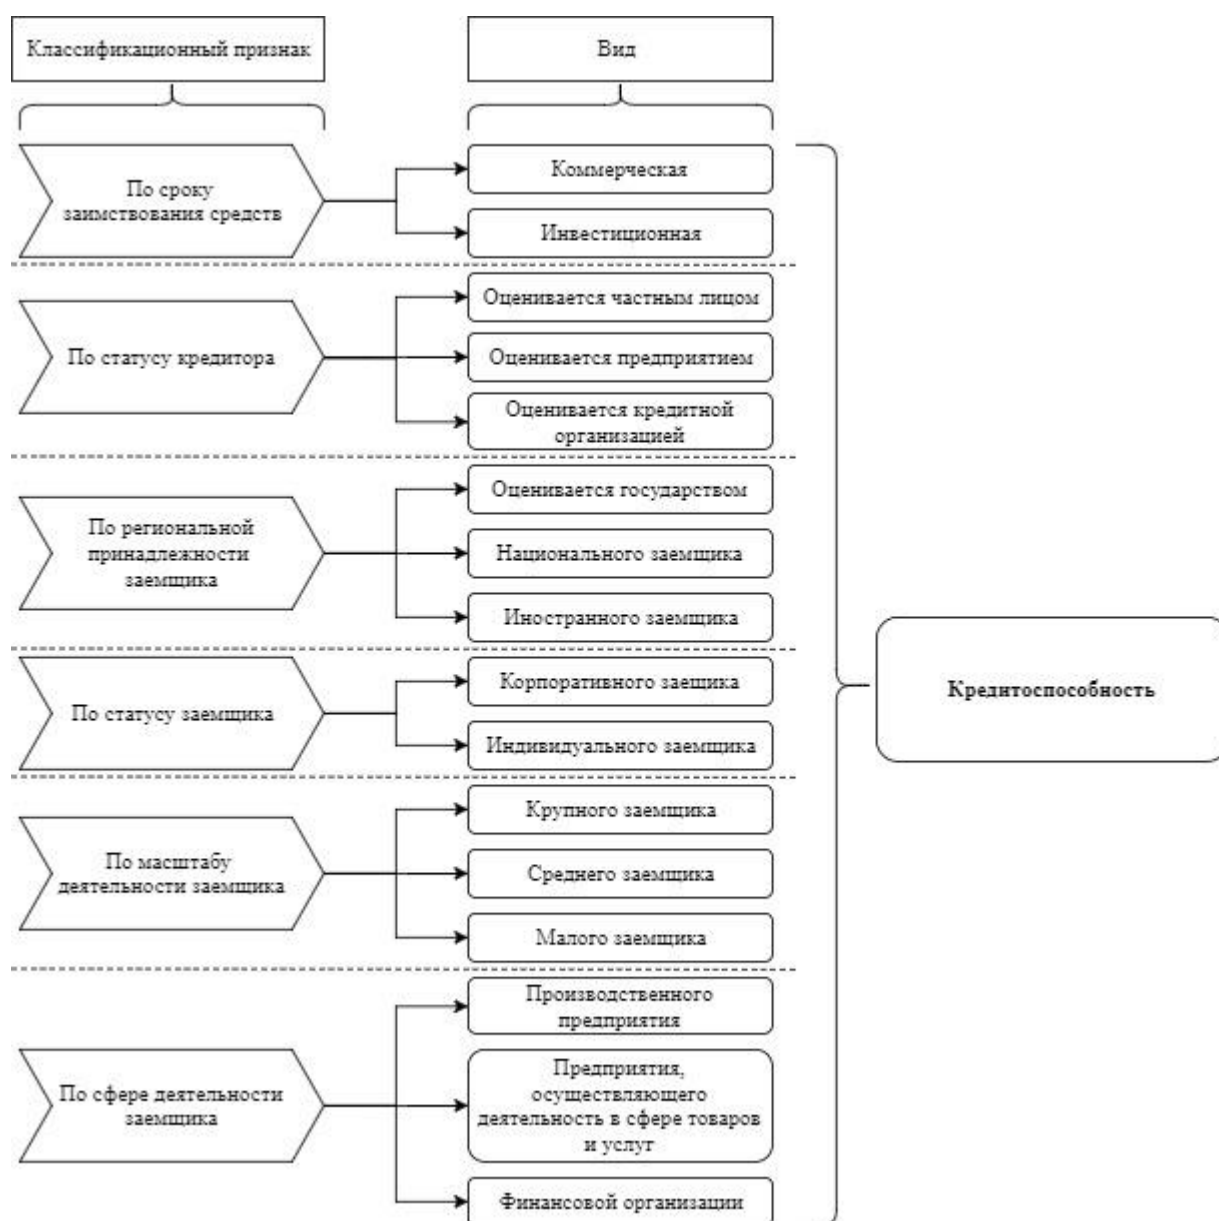 Классификационный признак
Вид
По сроку
заимствования средств
Коммерческая
Инвестиционная
По статусу кредитора
Оценивается частным лицом
Оценивается предприятием
Оценивается кредитной
организацией
По региональной
принадлежности
заемщика
Оценивается государством
Национального заемщика
Иностранного заемщика
По статусу заемщика
Корпоративного заещика
Индивидуального заемщика
По масштабу
деятельности заемщика
Крупного заемщика
Среднего заемщика
Малого заемщика
По сфере деятельности
заемщика
Производственного
предприятия
Предприятия,
осуществляющего
деятельность в сфере товаров
и услуг
Финансовой организации
Кредитоспособность